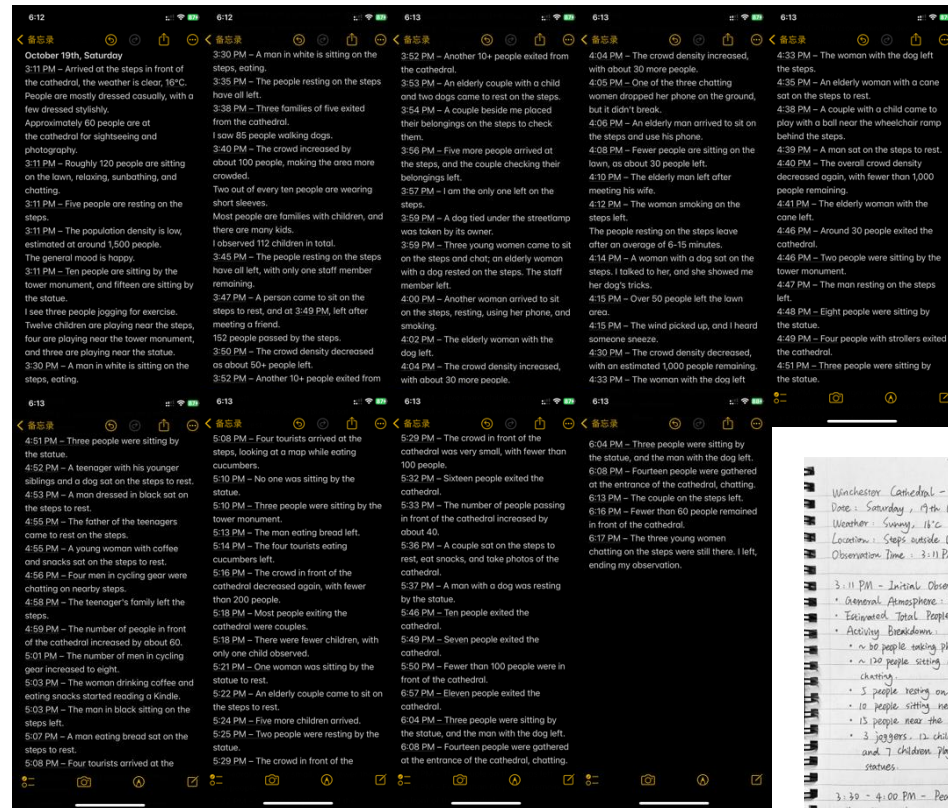 6:12
87
备忘录
October 19th, Saturday
3:11 PM – Arrived at the steps in front of
the cathedral, the weather is clear, 16°C.
People are mostly dressed casually, with a
few dressed stylishly.
Approximately 60 people are at
the cathedral for sightseeing and
photography.
3:11 PM – Roughly 120 people are sitting
on the lawn, relaxing, sunbathing, and
chatting.
3:11 PM – Five people are resting on the
steps.
3:11 PM – The population density is low,
estimated at around 1,500 people.
The general mood is happy.
3:11 PM – Ten people are sitting by the
tower monument, and fifteen are sitting by
the statue.
I see three people jogging for exercise.
Twelve children are playing near the steps,
four are playing near the tower monument,
and three are playing near the statue.
3:30 PM – A man in white is sitting on the
steps, eating.
6:12
87
备忘录
3:30 PM – A man in white is sitting on the
steps, eating.
3:35 PM – The people resting on the steps
have all left.
3:38 PM – Three families of five exited
from the cathedral.
I saw 85 people walking dogs.
3:40 PM – The crowd increased by
about 100 people, making the area more
crowded.
Two out of every ten people are wearing
short sleeves.
Most people are families with children, and
there are many kids.
I observed 112 children in total.
3:45 PM – The people resting on the steps
have all left, with only one staff member
remaining.
3:47 PM – A person came to sit on the
steps to rest, and at 3:49 PM, left after
meeting a friend.
152 people passed by the steps.
3:50 PM – The crowd density decreased
as about 50+ people left.
3:52 PM – Another 10+ people exited from
6:13
87
备忘录
3:52 PM – Another 10+ people exited from
the cathedral.
3:53 PM – An elderly couple with a child
and two dogs came to rest on the steps.
3:54 PM – A couple beside me placed
their belongings on the steps to check
them.
3:56 PM – Five more people arrived at
the steps, and the couple checking their
belongings left.
3:57 PM – I am the only one left on the
steps.
3:59 PM – A dog tied under the streetlamp
was taken by its owner.
3:59 PM – Three young women came to sit
on the steps and chat; an elderly woman
with a dog rested on the steps. The staff
member left.
4:00 PM – Another woman arrived to sit
on the steps, resting, using her phone, and
smoking.
4:02 PM – The elderly woman with the
dog left.
4:04 PM – The crowd density increased,
with about 30 more people.
6:13
87
备忘录
4:04 PM – The crowd density increased,
with about 30 more people.
4:05 PM – One of the three chatting
women dropped her phone on the ground,
but it didn't break.
4:06 PM – An elderly man arrived to sit on
the steps and use his phone.
4:08 PM – Fewer people are sitting on the
lawn, as about 30 people left.
4:10 PM – The elderly man left after
meeting his wife.
4:12 PM – The woman smoking on the
steps left.
The people resting on the steps leave
after an average of 6-15 minutes.
4:14 PM – A woman with a dog sat on the
steps. I talked to her, and she showed me
her dog's tricks.
4:15 PM – Over 50 people left the lawn
area.
4:15 PM – The wind picked up, and I heard
someone sneeze.
4:30 PM – The crowd density decreased,
with an estimated 1,000 people remaining.
4:33 PM – The woman with the dog left
6:13
备忘录
4:33 PM – The woman with the dog left
the steps.
4:35 PM – An elderly woman with a cane
sat on the steps to rest.
4:38 PM – A couple with a child came to
play with a ball near the wheelchair ramp
behind the steps.
4:39 PM – A man sat on the steps to rest.
4:40 PM – The overall crowd density
decreased again, with fewer than 1,000
people remaining.
4:41 PM – The elderly woman with the
cane left.
4:46 PM – Around 30 people exited the
cathedral.
4:46 PM – Two people were sitting by the
tower monument.
4:47 PM – The man resting on the steps
left.
4:48 PM – Eight people were sitting by
the statue.
4:49 PM – Four people with strollers exited
the cathedral.
4:51 PM – Three people were sitting by
the statue.
6:13
87
备忘录
4:51 PM – Three people were sitting by
the statue.
4:52 PM – A teenager with his younger
siblings and a dog sat on the steps to rest.
4:53 PM – A man dressed in black sat on
the steps to rest.
4:55 PM – The father of the teenagers
came to rest on the steps.
4:55 PM – A young woman with coffee
and snacks sat on the steps to rest.
4:56 PM – Four men in cycling gear were
chatting on nearby steps.
4:58 PM – The teenager's family left the
steps.
4:59 PM – The number of people in front
of the cathedral increased by about 60.
5:01 PM – The number of men in cycling
gear increased to eight.
5:03 PM – The woman drinking coffee and
eating snacks started reading a Kindle.
5:03 PM – The man in black sitting on the
steps left.
5:07 PM – A man eating bread sat on the
steps to rest.
5:08 PM – Four tourists arrived at the
6:13
备忘录
5:08 PM – Four tourists arrived at the
steps, looking at a map while eating
cucumbers.
5:10 PM – No one was sitting by the
statue.
5:10 PM – Three people were sitting by the
tower monument.
5:13 PM – The man eating bread left.
5:14 PM – The four tourists eating
cucumbers left.
5:16 PM – The crowd in front of the
cathedral decreased again, with fewer
than 200 people.
5:18 PM – Most people exiting the
cathedral were couples.
5:18 PM – There were fewer children, with
only one child observed.
5:21 PM – One woman was sitting by the
statue to rest.
5:22 PM – An elderly couple came to sit on
the steps to rest.
5:24 PM – Five more children arrived.
5:25 PM – Two people were resting by the
statue.
5:29 PM – The crowd in front of the
6:13
备忘录
5:29 PM – The crowd in front of the
cathedral was very small, with fewer than
100 people.
5:32 PM – Sixteen people exited the
cathedral.
5:33 PM – The number of people passing
in front of the cathedral increased by
about 40.
5:36 PM – A couple sat on the steps to
rest, eat snacks, and take photos of the
cathedral.
5:37 PM – A man with a dog was resting
by the statue.
5:46 PM – Ten people exited the
cathedral.
5:49 PM – Seven people exited the
cathedral.
5:50 PM – Fewer than 100 people were in
front of the cathedral.
6:57 PM – Eleven people exited the
cathedral.
6:04 PM – Three people were sitting by
the statue, and the man with the dog left.
6:08 PM – Fourteen people were gathered
at the entrance of the cathedral, chatting.
6:13
备忘录
6:04 PM – Three people were sitting by
the statue, and the man with the dog left.
6:08 PM – Fourteen people were gathered
at the entrance of the cathedral, chatting.
6:13 PM – The couple on the steps left.
6:16 PM – Fewer than 60 people remained
in front of the cathedral.
6:17 PM – The three young women
chatting on the steps were still there. I left,
ending my observation.
Winchester Cathedral –
Date: Saturday, 19th
Weather: Sunny, 16°C
Location: Steps outside
Observation Time: 3:11 P
3:11 PM – Initial Obse
• General Atmosphere:
• Estimated Total People
• Activity Breakdown:
• ~ 60 people taking ph
• ~ 120 people sitting
chatting.
• 5 people resting on
• 10 people sitting ne
• 15 people near the
• 3 joggers, 12 chil
and 7 children pla
statues.
3:30 - 4:00 PM – Peo